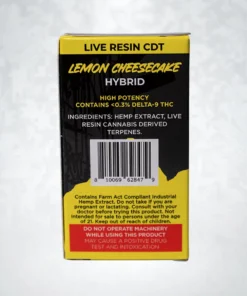 LIVE RESIN CDT
LEMON CHEESECAKE
HYBRID
HIGH POTENCY
CONTAINS <0.3% DELTA-9 THC
INGREDIENTS: HEMP EXTRACT, LIVE
RESIN CANNABIS DERIVED
TERPENES.
8 50069 62847 9
Contains Farm Act Compliant Industrial
Hemp Extract. Do not take if you are
pregnant or lactating. Consult with your
doctor before trying this product. Not
Intended for sale to persons under the age
of 21. Keep out of reach of children.
DO NOT OPERATE MACHINERY
WHILE USING THIS PRODUCT
MAY CAUSE A POSITIVE DRUG
TEST AND INTOXICATION